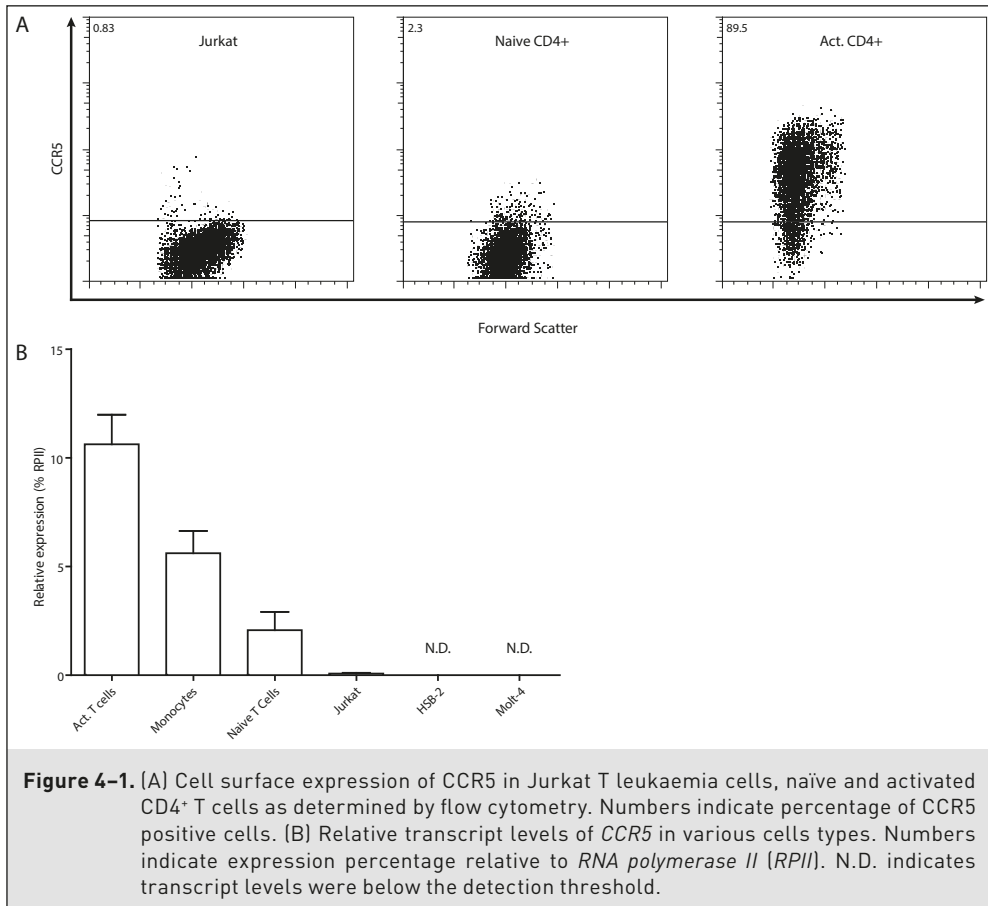 A
0.83
Jurkat
2.3
Naive CD4+
89.5
Act. CD4+
CCR5
Forward Scatter
B
15
10
5
0
Relative expression (% RPII)
N.D.
N.D.
Act. T cells
Monocytes
Naive T Cells
Jurkat
HSB-2
Molt-4
Figure 4–1. (A) Cell surface expression of CCR5 in Jurkat T leukaemia cells, naïve and activated
CD4⁺ T cells as determined by flow cytometry. Numbers indicate percentage of CCR5
positive cells. (B) Relative transcript levels of CCR5 in various cells types. Numbers
indicate expression percentage relative to RNA polymerase II (RPII). N.D. indicates
transcript levels were below the detection threshold.